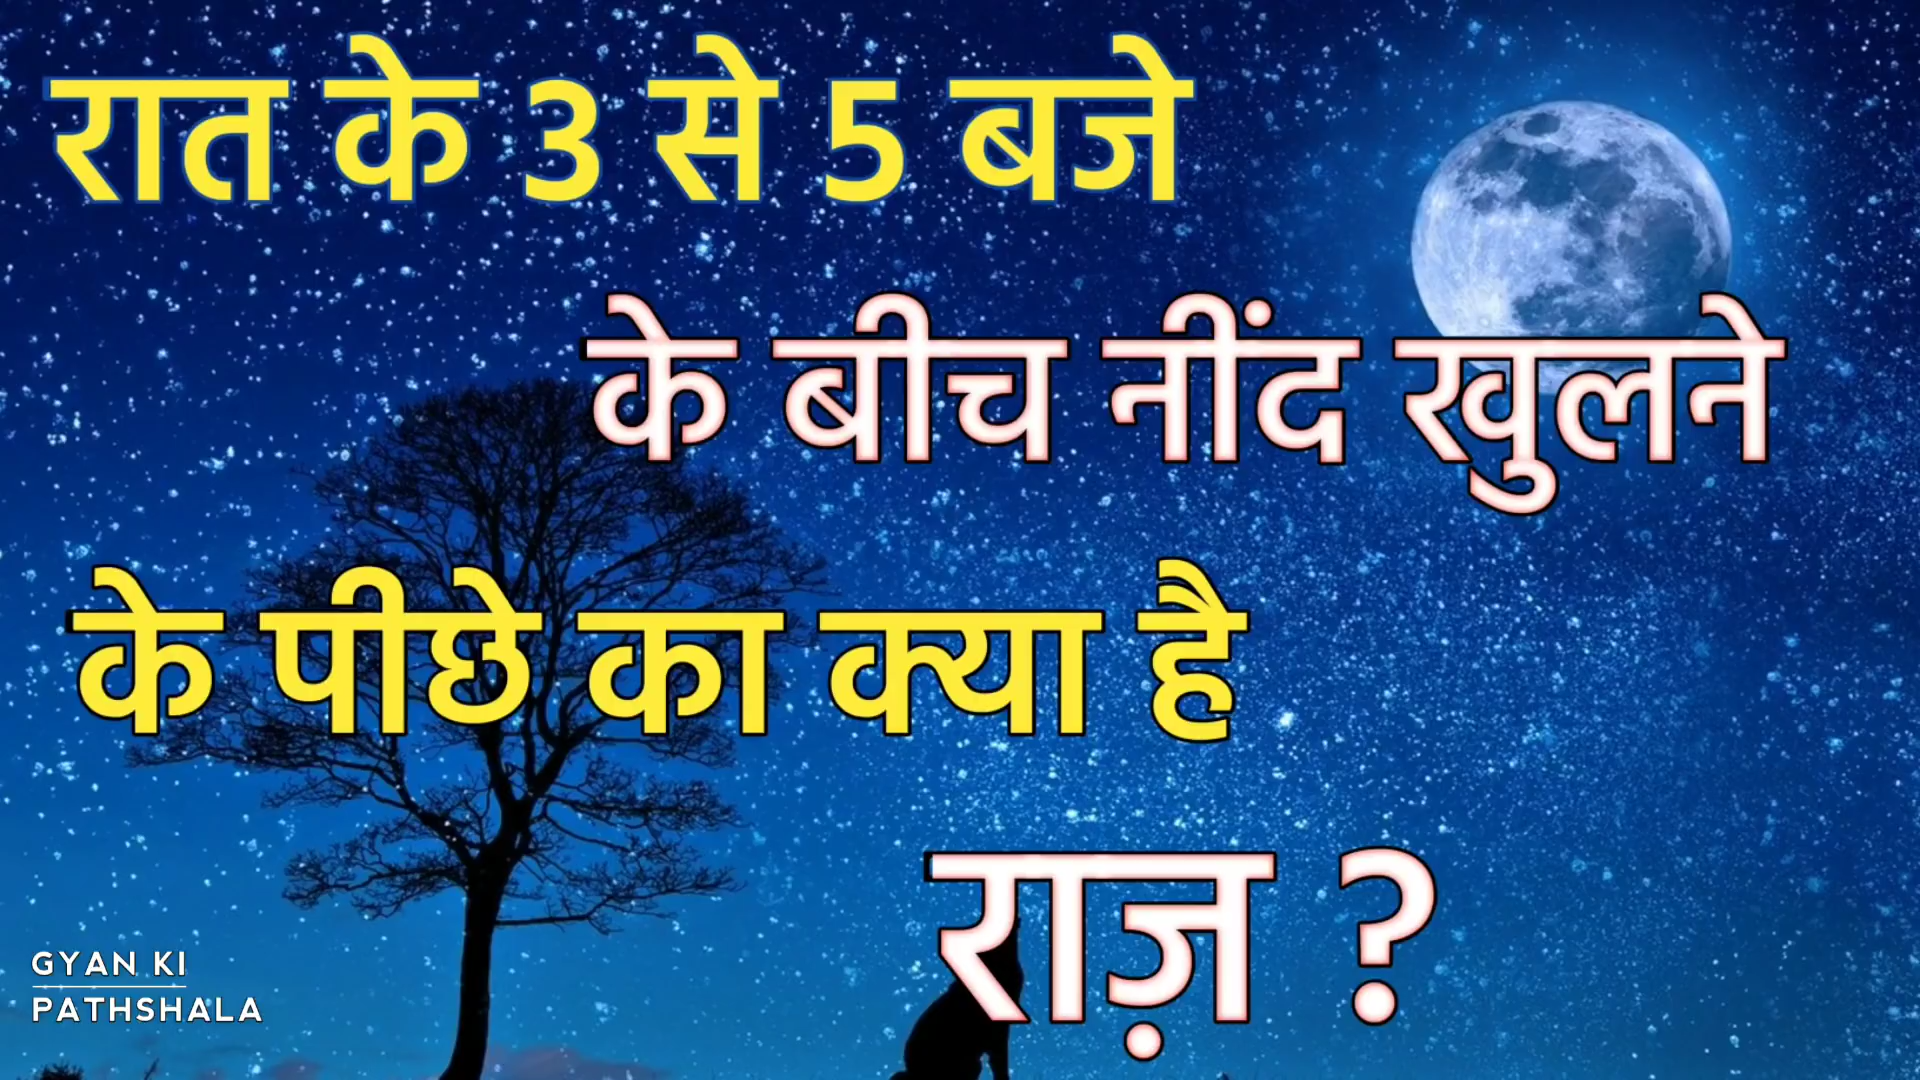 रात के 3 से 5 बजे
के बीच नींद खुलने
के पीछे का क्या है
राज़ ?
GYAN KI
PATHSHALA